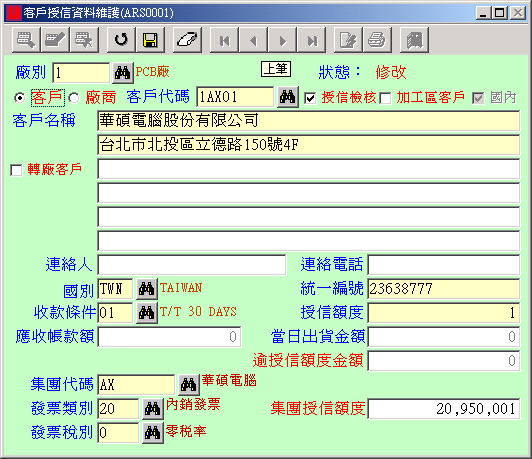 客戶授信資料維護(ARS0001)
廠別 1 PCB廠 上筆 狀態： 修改
客戶 廠商 客戶代碼 1AX01 授信檢核 加工區客戶 國內
客戶名稱 華碩電腦股份有限公司
台北市北投區立德路150號4F
轉廠客戶
連絡人 連絡電話
國別 TWN TAIWAN 統一編號 23638777
收款條件 01 T/T 30 DAYS 授信額度 1
應收帳款額 0 當日出貨金額 0
逾授信額度金額 0
集團代碼 AX 華碩電腦
發票類別 20 內銷發票 集團授信額度 20,950,001
發票稅別 0 零稅率